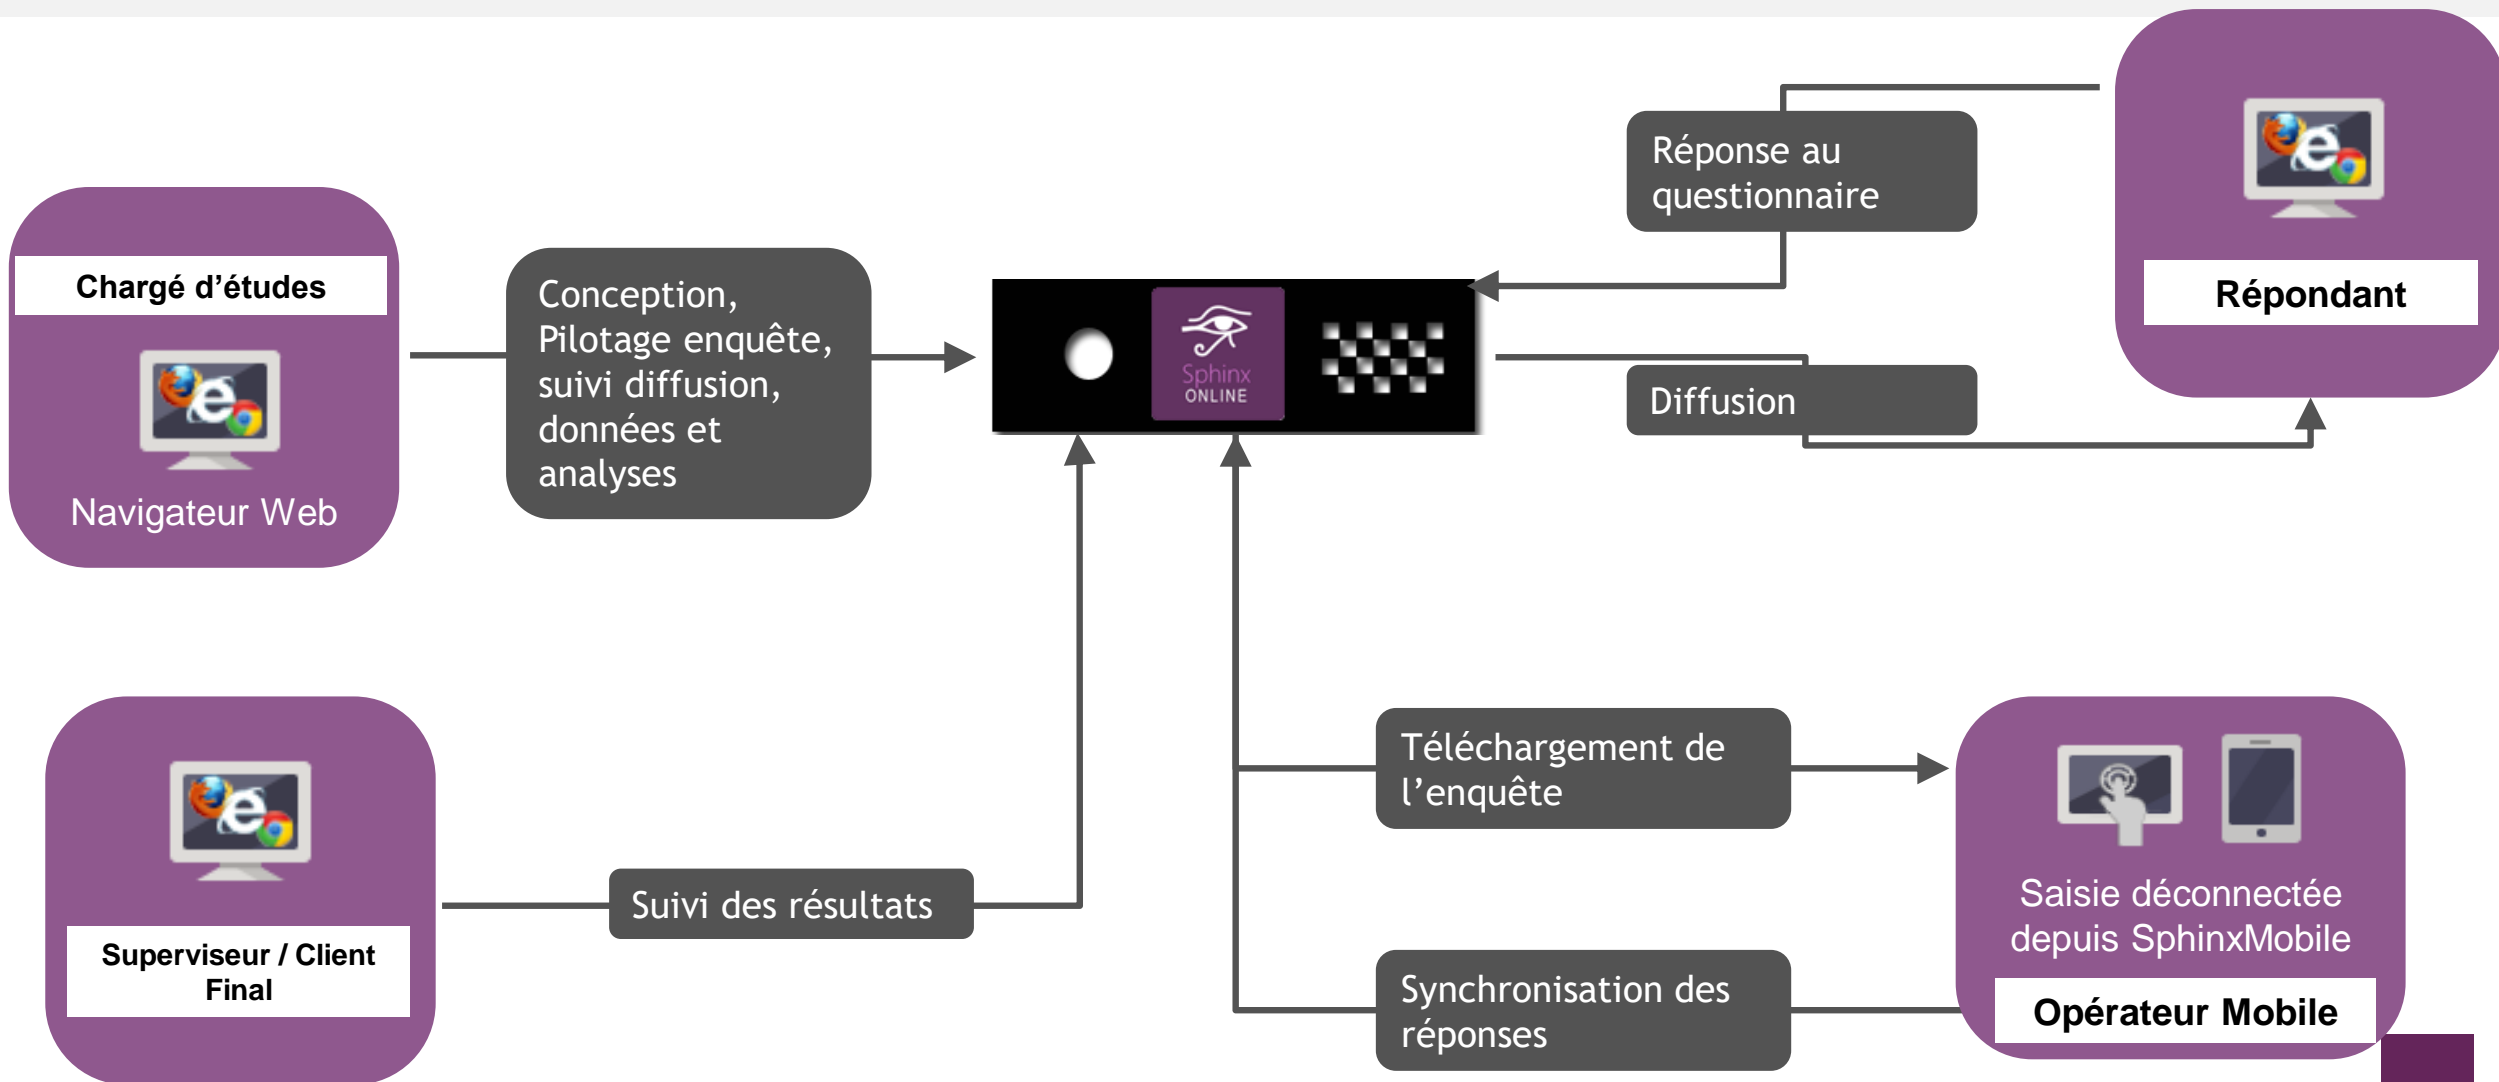 Chargé d’études
Navigateur Web
Conception,
Pilotage enquête,
suivi diffusion,
données et
analyses
Sphinx
ONLINE
Réponse au
questionnaire
Diffusion
Répondant
Superviseur / Client
Final
Suivi des résultats
Téléchargement de
l’enquête
Synchronisation des
réponses
Saisie déconnectée
depuis SphinxMobile
Opérateur Mobile